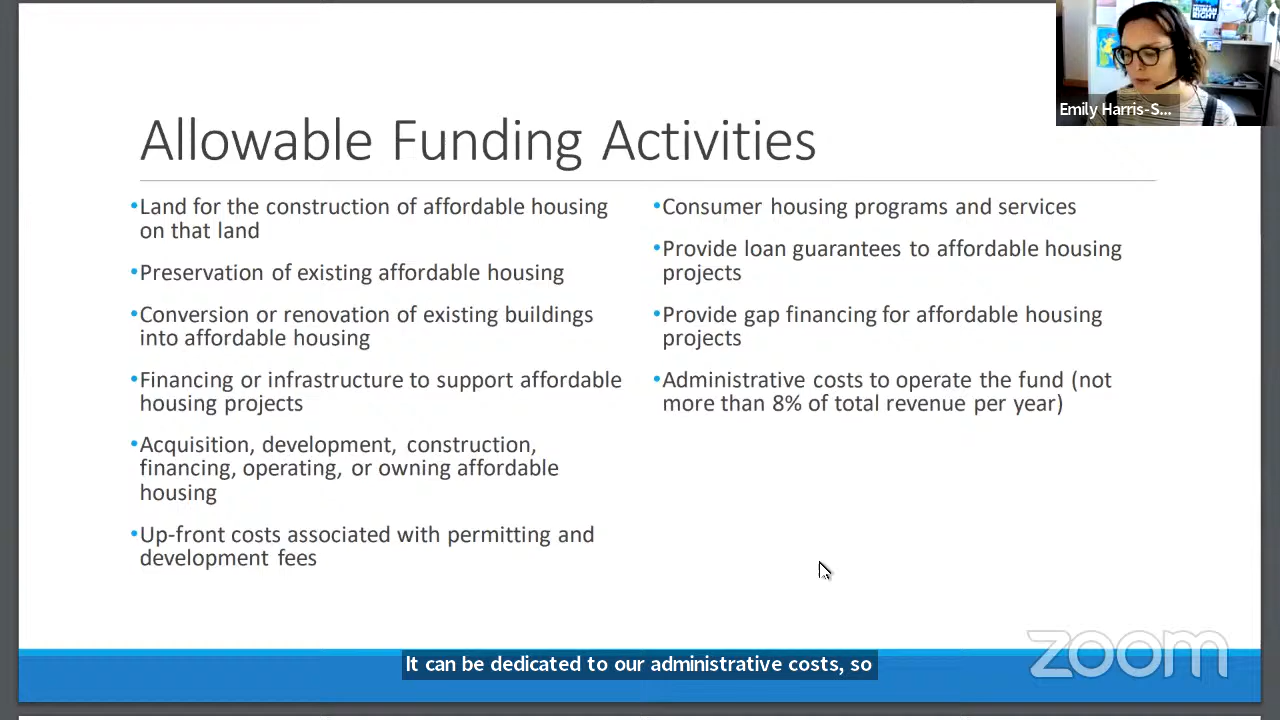 Allowable Funding Activities
•Land for the construction of affordable housing
on that land
•Preservation of existing affordable housing
•Conversion or renovation of existing buildings
into affordable housing
•Financing or infrastructure to support affordable
housing projects
•Acquisition, development, construction,
financing, operating, or owning affordable
housing
•Up-front costs associated with permitting and
development fees
•Consumer housing programs and services
•Provide loan guarantees to affordable housing
projects
•Provide gap financing for affordable housing
projects
•Administrative costs to operate the fund (not
more than 8% of total revenue per year)
HUMAN
RIGHT
Emily Harris-S...
zoom
It can be dedicated to our administrative costs, so